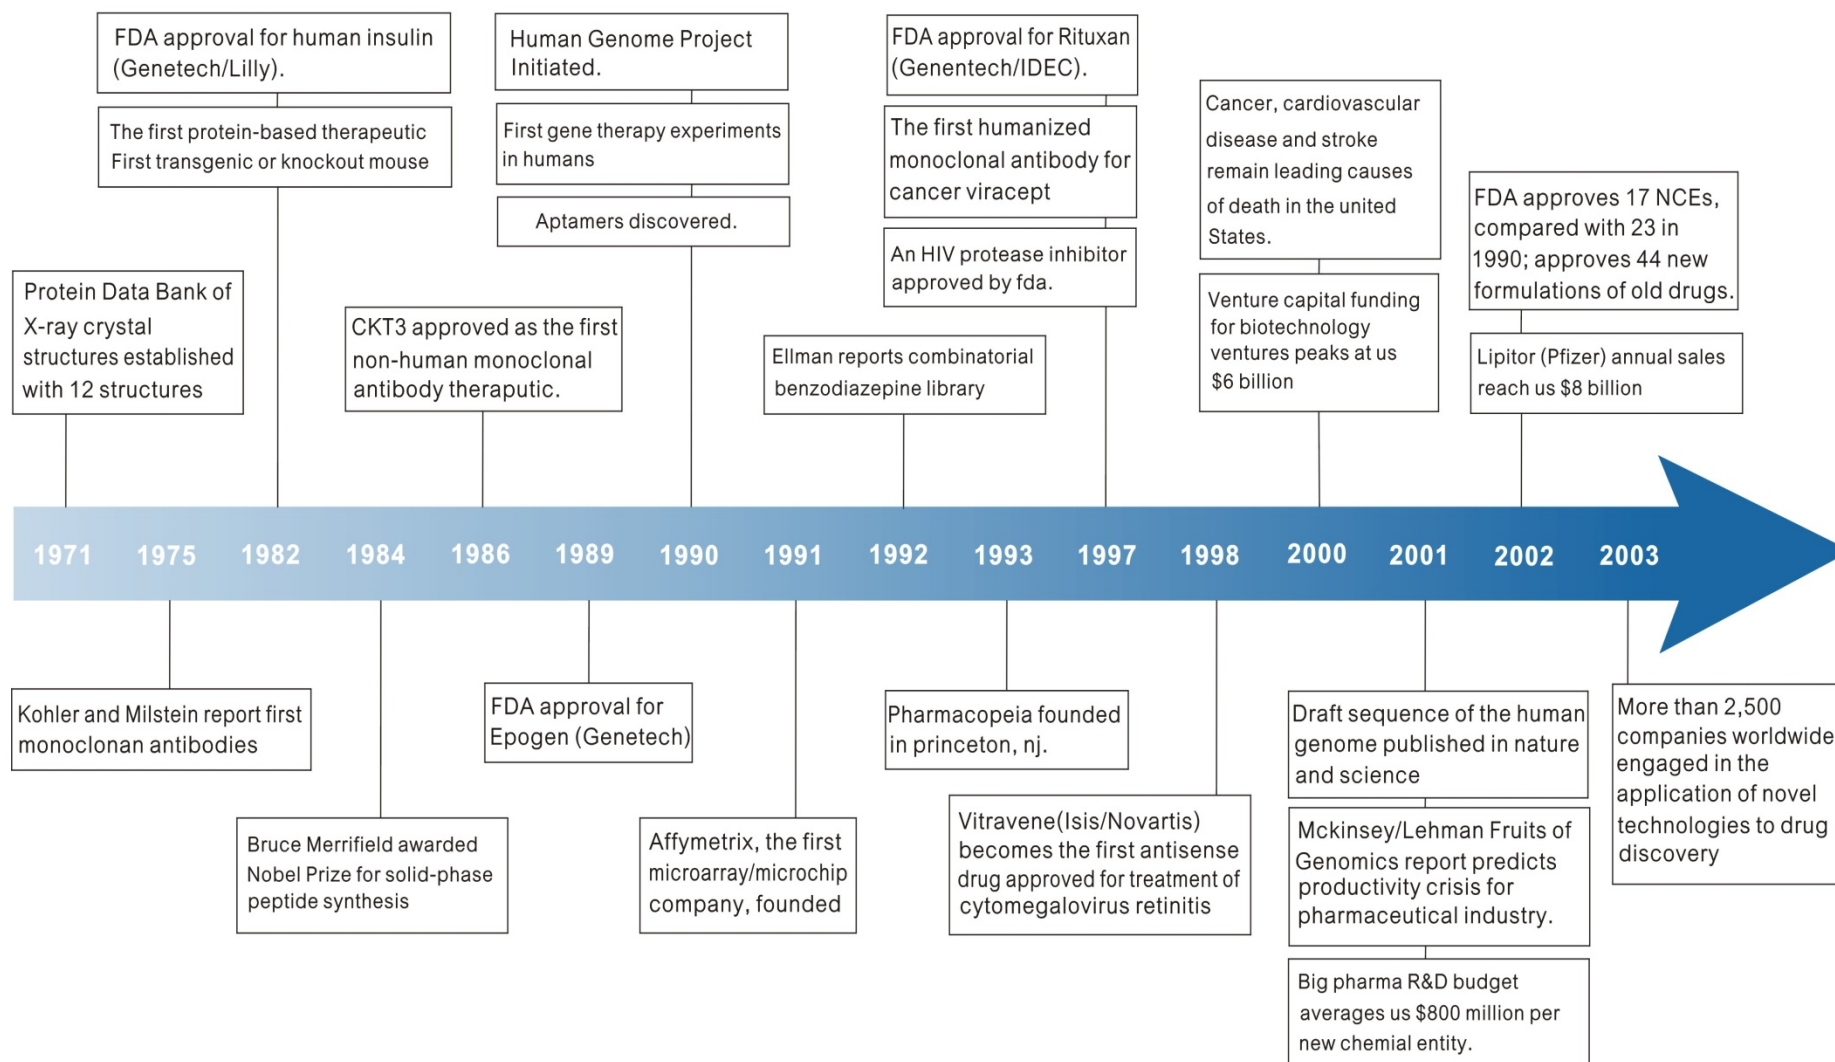 FDA approval for human insulin
(Genetech/Lilly).
The first protein-based therapeutic
First transgenic or knockout mouse
Human Genome Project
Initiated.
First gene therapy experiments
in humans
Aptamers discovered.
FDA approval for Rituxan
(Genentech/IDEC).
The first humanized
monoclonal antibody for
cancer viracept
An HIV protease inhibitor
approved by fda.
Cancer, cardiovascular
disease and stroke
remain leading causes
of death in the united
States.
Venture capital funding
for biotechnology
ventures peaks at us
$6 billion
FDA approves 17 NCEs,
compared with 23 in
1990; approves 44 new
formulations of old drugs.
Lipitor (Pfizer) annual sales
reach us $8 billion
Protein Data Bank of
X-ray crystal
structures established
with 12 structures
CKT3 approved as the first
non-human monoclonal
antibody theraputic.
Ellman reports combinatorial
benzodiazepine library
1971 1975 1982 1984 1986 1989 1990 1991 1992 1993 1997 1998 2000 2001 2002 2003
Kohler and Milstein report first
monoclonan antibodies
Bruce Merrifield awarded
Nobel Prize for solid-phase
peptide synthesis
FDA approval for
Epogen (Genetech)
Affymetrix, the first
microarray/microchip
company, founded
Pharmacopeia founded
in princeton, nj.
Vitravene(Isis/Novartis)
becomes the first antisense
drug approved for treatment of
cytomegalovirus retinitis
Draft sequence of the human
genome published in nature
and science
Mckinsey/Lehman Fruits of
Genomics report predicts
productivity crisis for
pharmaceutical industry.
Big pharma R&D budget
averages us $800 million per
new chemial entity.
More than 2,500
companies worldwide
engaged in the
application of novel
technologies to drug
discovery